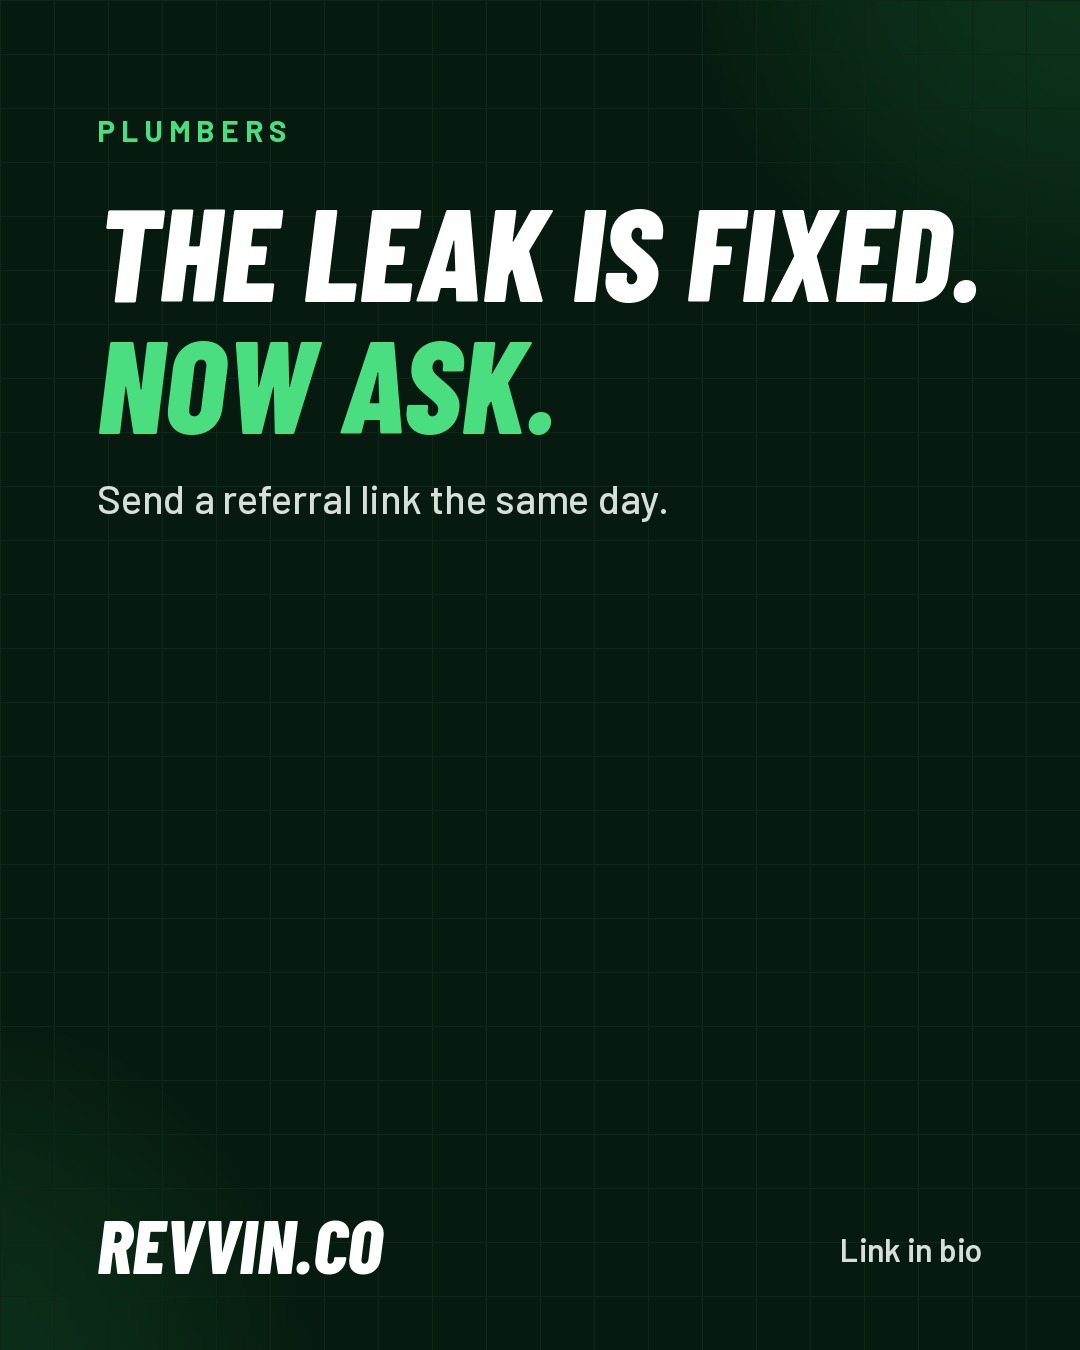 PLUMBERS
THE LEAK IS FIXED.
NOW ASK.
Send a referral link the same day.
REVVIN.CO
Link in bio